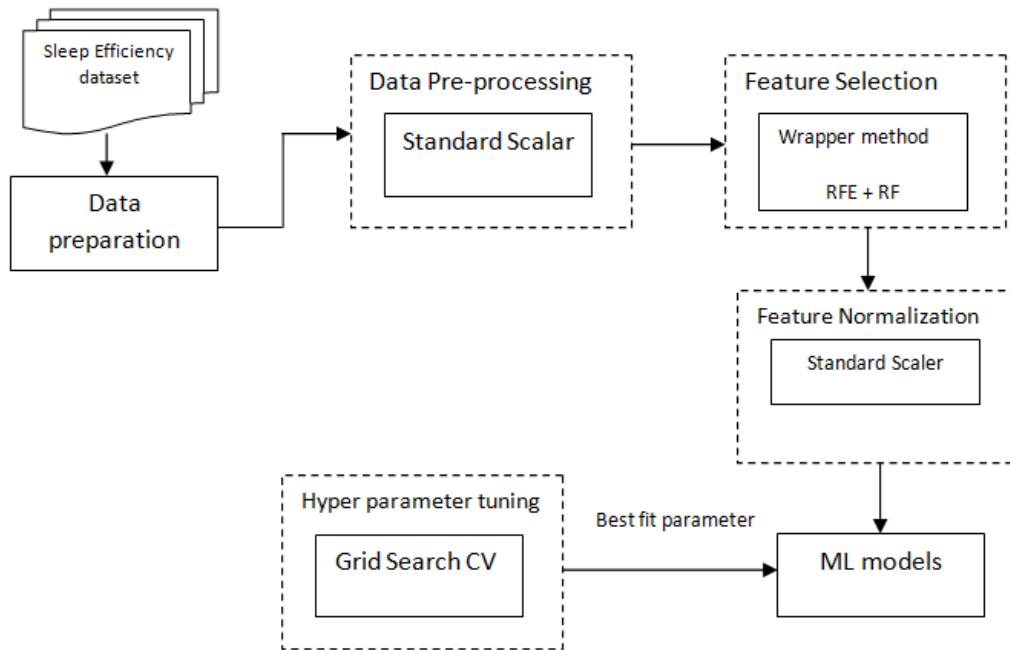 Sleep Efficiency
dataset
Data
preparation
Data Pre-processing
Standard Scalar
Feature Selection
Wrapper method
RFE + RF
Feature Normalization
Standard Scaler
Hyper parameter tuning
Grid Search CV
Best fit parameter
ML models